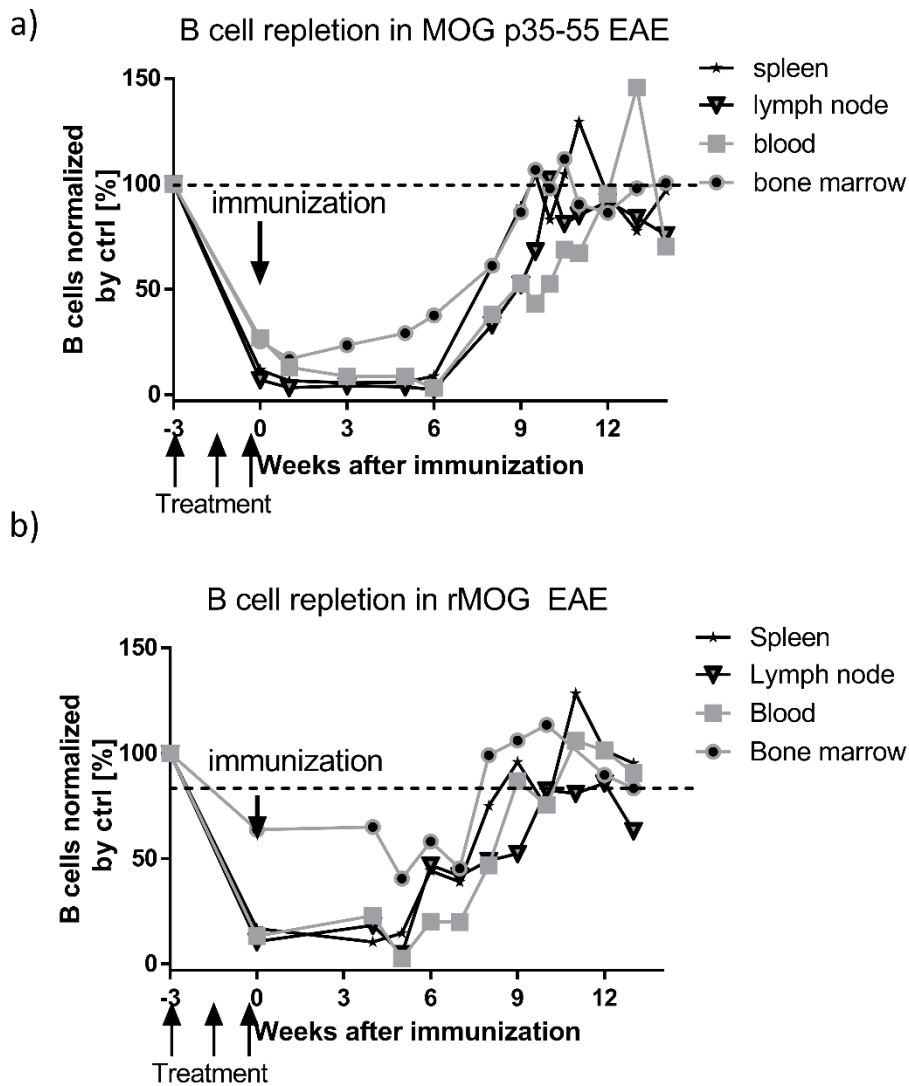 a)
B cell repletion in MOG p35-55 EAE
B cells normalized
by ctrl [%]
150
100
50
0
immunization
spleen
lymph node
blood
bone marrow
-3 0 3 6 9 12
Weeks after immunization
Treatment
b)
B cell repletion in rMOG EAE
B cells normalized
by ctrl [%]
150
100
50
0
immunization
Spleen
Lymph node
Blood
Bone marrow
-3 0 3 6 9 12
Weeks after immunization
Treatment